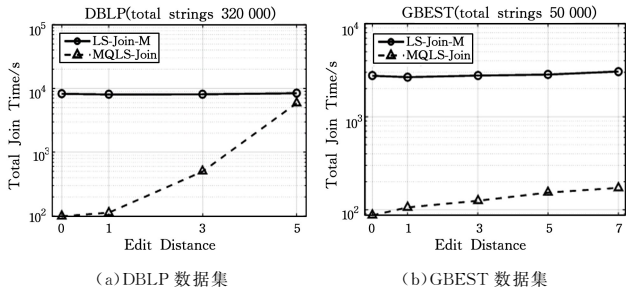 DBLP(total strings 320 000)
10^5
10^4
10^3
10^2
Total Join Time/s
LS-Join-M
MQLS-Join
0 1 3 5
Edit Distance
(a)DBLP 数据集
GBEST(total strings 50 000)
10^4
10^3
10^2
Total Join Time/s
LS-Join-M
MQLS-Join
0 1 3 5 7
Edit Distance
(b)GBEST 数据集